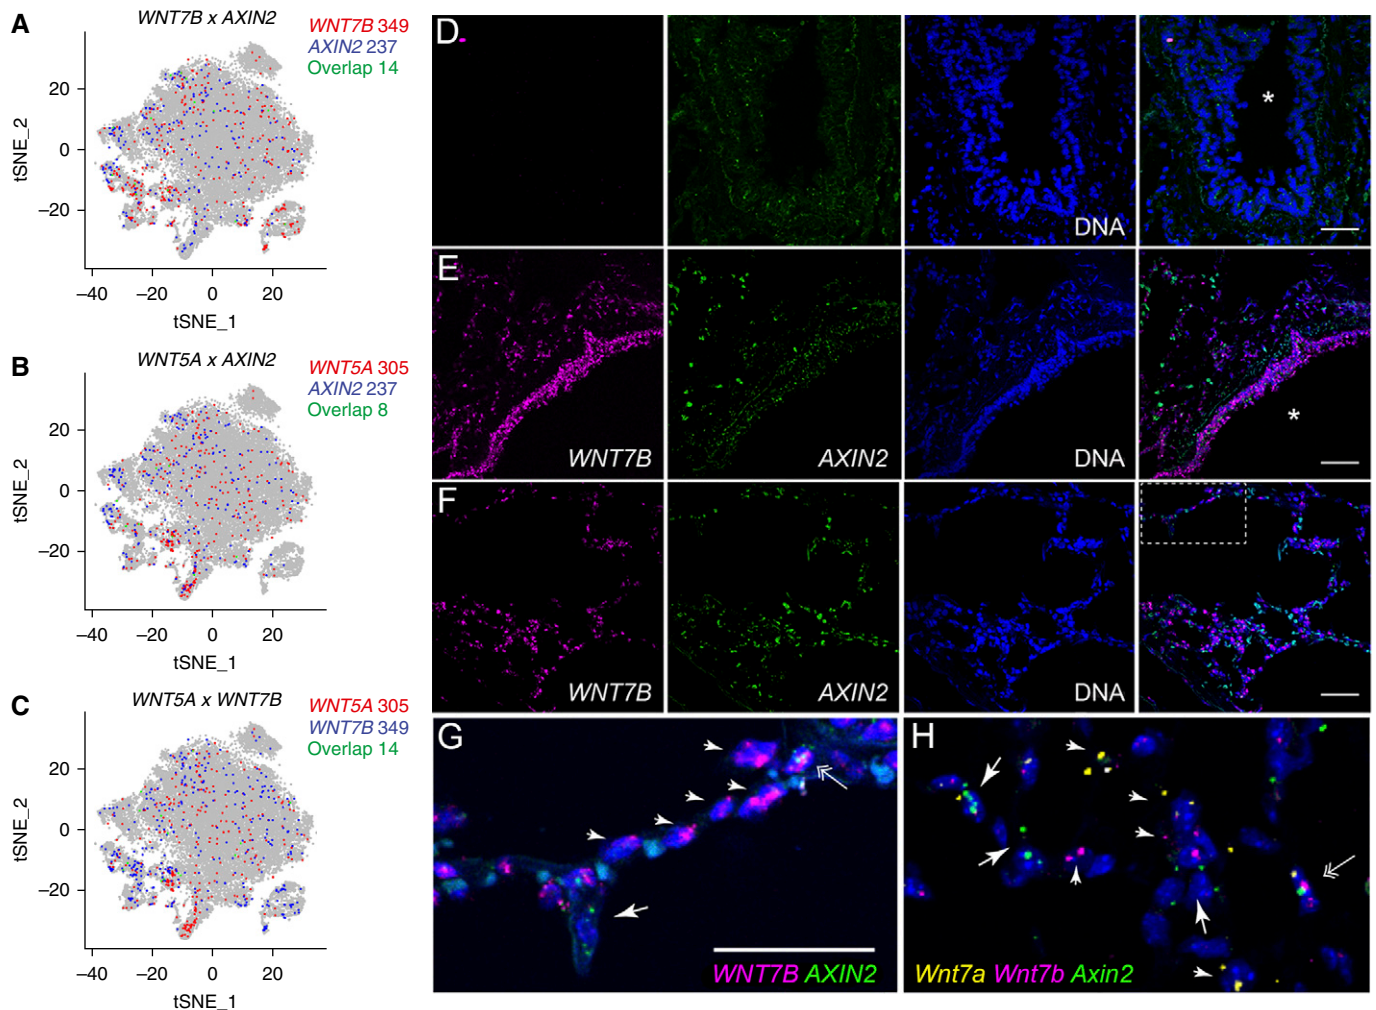 A
WNT7B x AXIN2
WNT7B 349
AXIN2 237
Overlap 14
tSNE_2
20
0
–20
–40 –20 0 20
tSNE_1
B
WNT5A x AXIN2
WNT5A 305
AXIN2 237
Overlap 8
tSNE_2
20
0
–20
–40 –20 0 20
tSNE_1
C
WNT5A x WNT7B
WNT5A 305
WNT7B 349
Overlap 14
tSNE_2
20
0
–20
–40 –20 0 20
tSNE_1
D
DNA
*
E
WNT7B
AXIN2
DNA
*
F
WNT7B
AXIN2
DNA
G
WNT7B AXIN2
H
Wnt7a Wnt7b Axin2